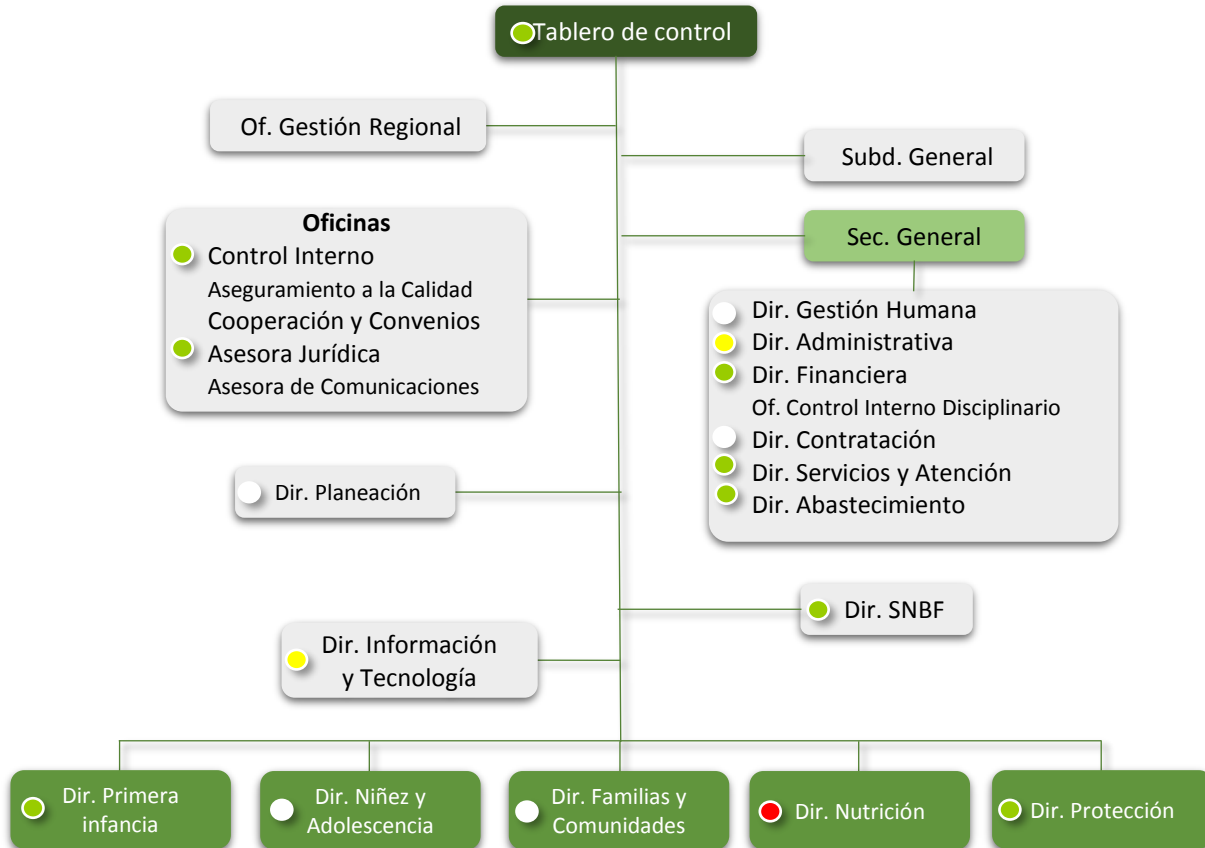 Tablero de control
Of. Gestión Regional
Subd. General
Oficinas
Control Interno
Aseguramiento a la Calidad
Cooperación y Convenios
Asesora Jurídica
Asesora de Comunicaciones
Sec. General
Dir. Gestión Humana
Dir. Administrativa
Dir. Financiera
Of. Control Interno Disciplinario
Dir. Contratación
Dir. Servicios y Atención
Dir. Abastecimiento
Dir. Planeación
Dir. SNBF
Dir. Información
y Tecnología
Dir. Primera
infancia
Dir. Niñez y
Adolescencia
Dir. Familias y
Comunidades
Dir. Nutrición
Dir. Protección